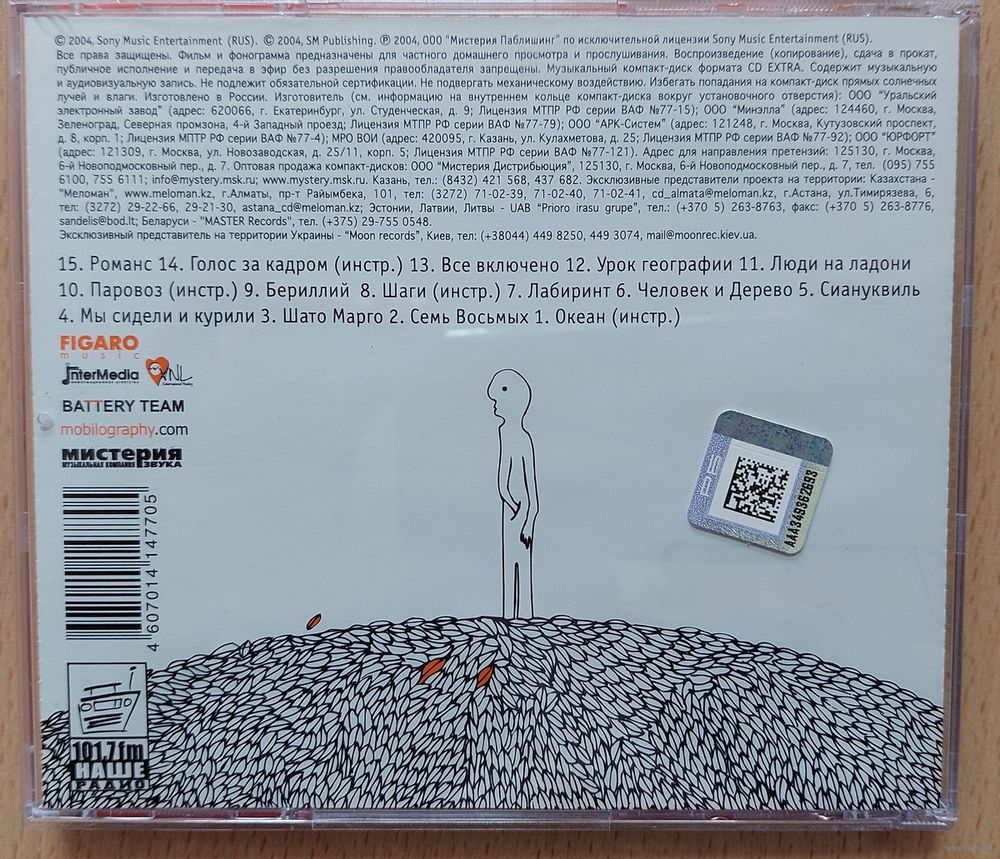 © 2004, Sony Music Entertainment (RUS). © 2004, SM Publishing. ℗ 2004, ООО "Мистерия Паблишинг" по исключительной лицензии Sony Music Entertainment (RUS).
Все права защищены. Фильм и фонограмма предназначены для частного домашнего просмотра и прослушивания. Воспроизведение (копирование), сдача в прокат,
публичное исполнение и передача в эфир без разрешения правообладателя запрещены. Музыкальный компакт-диск формата CD EXTRA. Содержит музыкальную
и аудиовизуальную запись. Не подлежит обязательной сертификации. Не подвергать механическому воздействию. Избегать попадания на компакт-диск прямых солнечных
лучей и влаги. Изготовлено в России. Изготовитель (см. информацию на внутреннем кольце компакт-диска вокруг установочного отверстия): ООО "Уральский
электронный завод" (адрес: 620066, г. Екатеринбург, ул. Студенческая, д. 9; Лицензия МПТР РФ серии ВАФ №77-15); ООО "Минэлла" (адрес: 124460, г. Москва,
Зеленоград, Северная промзона, 4-й Западный проезд; Лицензия МТПР РФ серии ВАФ №77-79); ООО "АРК-Систем" (адрес: 121248, г. Москва, Кутузовский проспект,
д. 8, корп. 1; Лицензия МПТР РФ серии ВАФ №77-4); МРО ВОИ (адрес: 420095, г. Казань, ул. Кулахметова, д. 25; Лицензия МТПР РФ серии ВАФ №77-92); ООО "ЮРФОРТ"
(адрес: 121309, г. Москва, ул. Новозаводская, д. 25/11, корп. 5; Лицензия МТПР РФ серии ВАФ №77-121). Адрес для направления претензий: 125130, г. Москва,
6-й Новоподмосковный пер., д. 7. Оптовая продажа компакт-дисков: ООО "Мистерия Дистрибьюция", 125130, г. Москва, 6-й Новоподмосковный пер., д. 7, тел. (095) 755
6100, 755 6111; info@mystery.msk.ru; www.mystery.msk.ru. Казань, тел.: (8432) 421 568, 437 682. Эксклюзивные представители проекта на территории: Казахстана -
"Меломан", www.meloman.kz, г.Алматы, пр-т Райымбека, 101, тел: (3272) 71-02-39, 71-02-40, 71-02-41, cd_almata@meloman.kz, г.Астана, ул.Тимирязева, 6,
тел: (3272) 29-22-66, 29-21-30, astana_cd@meloman.kz; Эстонии, Латвии, Литвы - UAB "Prioro irasu grupe", тел.: (+370 5) 263-8763, факс: (+370 5) 263-8776,
sandelis@bod.lt; Беларуси - "MASTER Records", тел. (+375) 29-755 0548.
Эксклюзивный представитель на территории Украины - "Moon records", Киев, тел: (+38044) 449 8250, 449 3074, mail@moonrec.kiev.ua.
15. Романс 14. Голос за кадром (инстр.) 13. Все включено 12. Урок географии 11. Люди на ладони
10. Паровоз (инстр.) 9. Бериллий 8. Шаги (инстр.) 7. Лабиринт 6. Человек и Дерево 5. Сиануквиль
4. Мы сидели и курили 3. Шато Марго 2. Семь Восьмых 1. Океан (инстр.)
FIGARO
music
InterMedia
ИНФОРМАЦИОННОЕ АГЕНТСТВО
BATTERY TEAM
mobilography.com
мистерия
МУЗЫКАЛЬНАЯ КОМПАНИЯ ЗВУКА
4 607014 147705
AAA349362693
101,7fm
НАШЕ
РАДИО